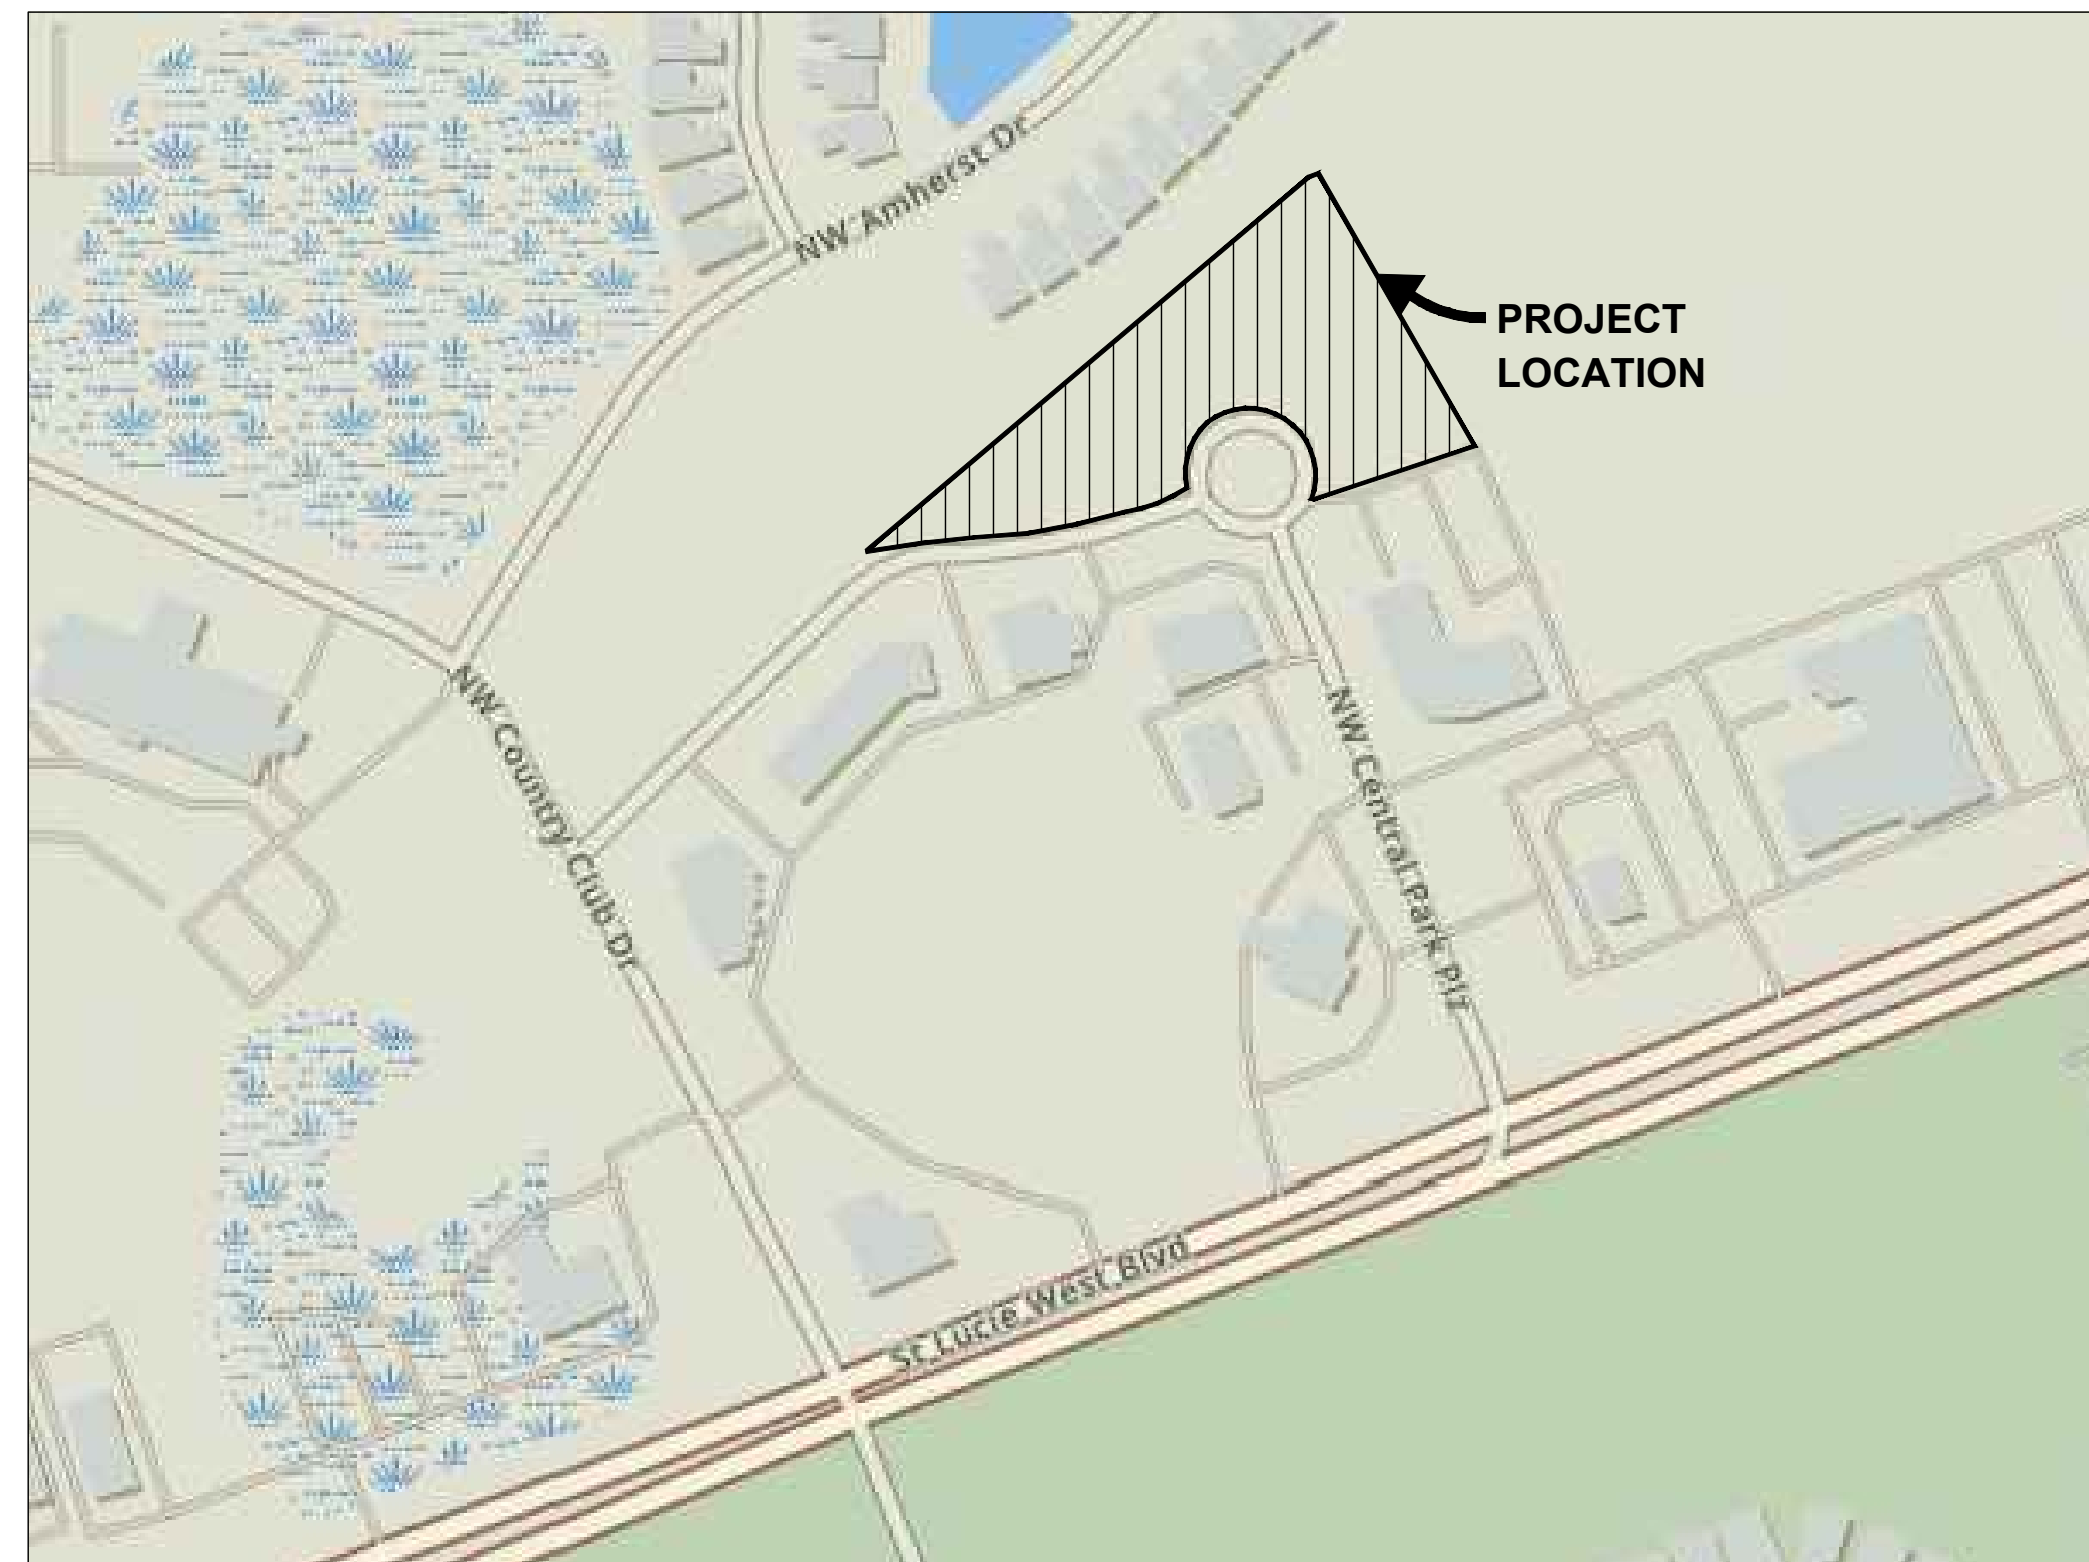 NW Amherst Dr
PROJECT
LOCATION
NW Country Club Dr
NW Central Park Plz
St Lucie West Blvd